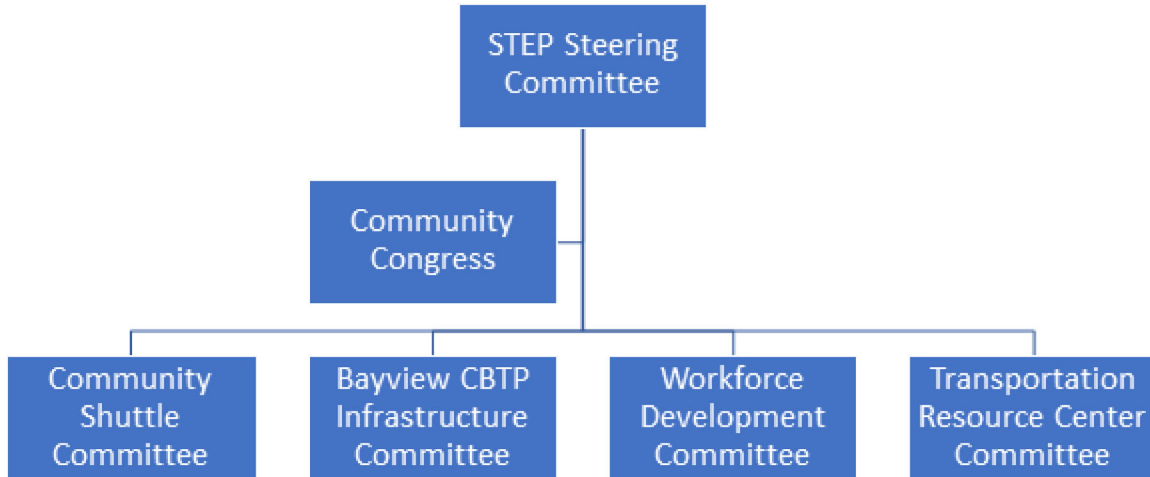 STEP Steering
Committee
Community
Congress
Community
Shuttle
Committee
Bayview CBTP
Infrastructure
Committee
Workforce
Development
Committee
Transportation
Resource Center
Committee